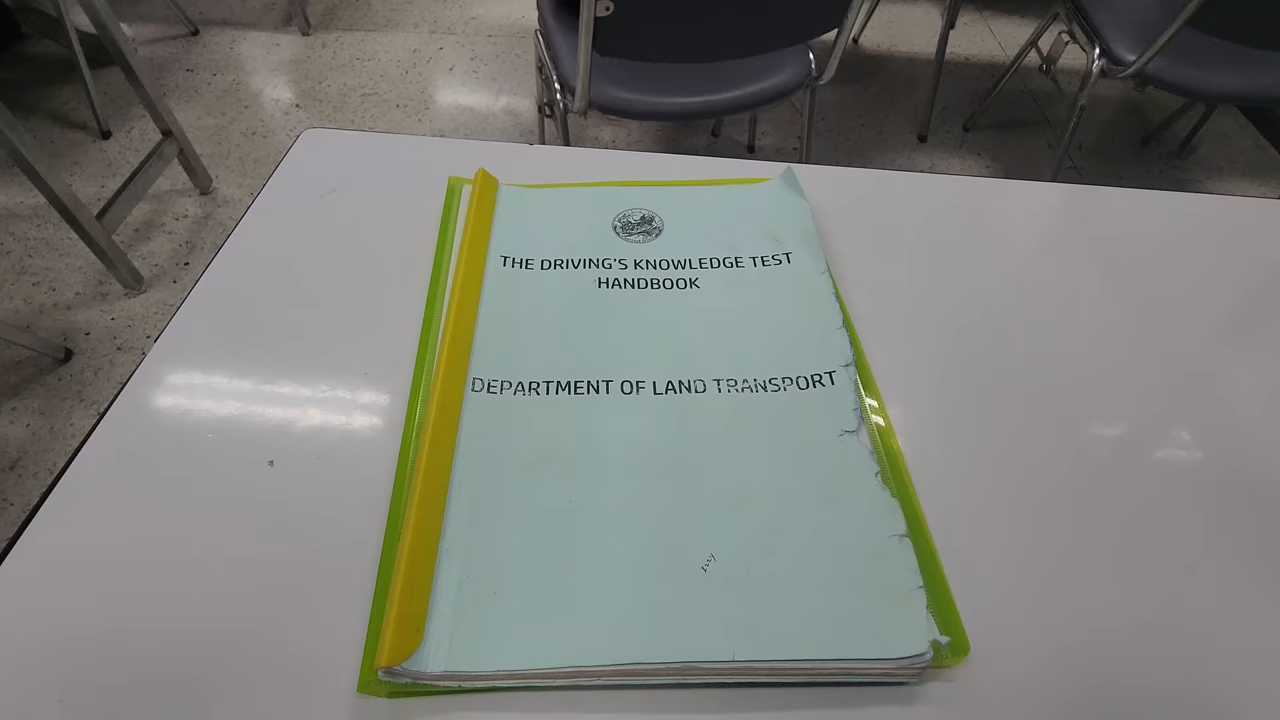 THE DRIVING'S KNOWLEDGE TEST
HANDBOOK
DEPARTMENT OF LAND TRANSPORT